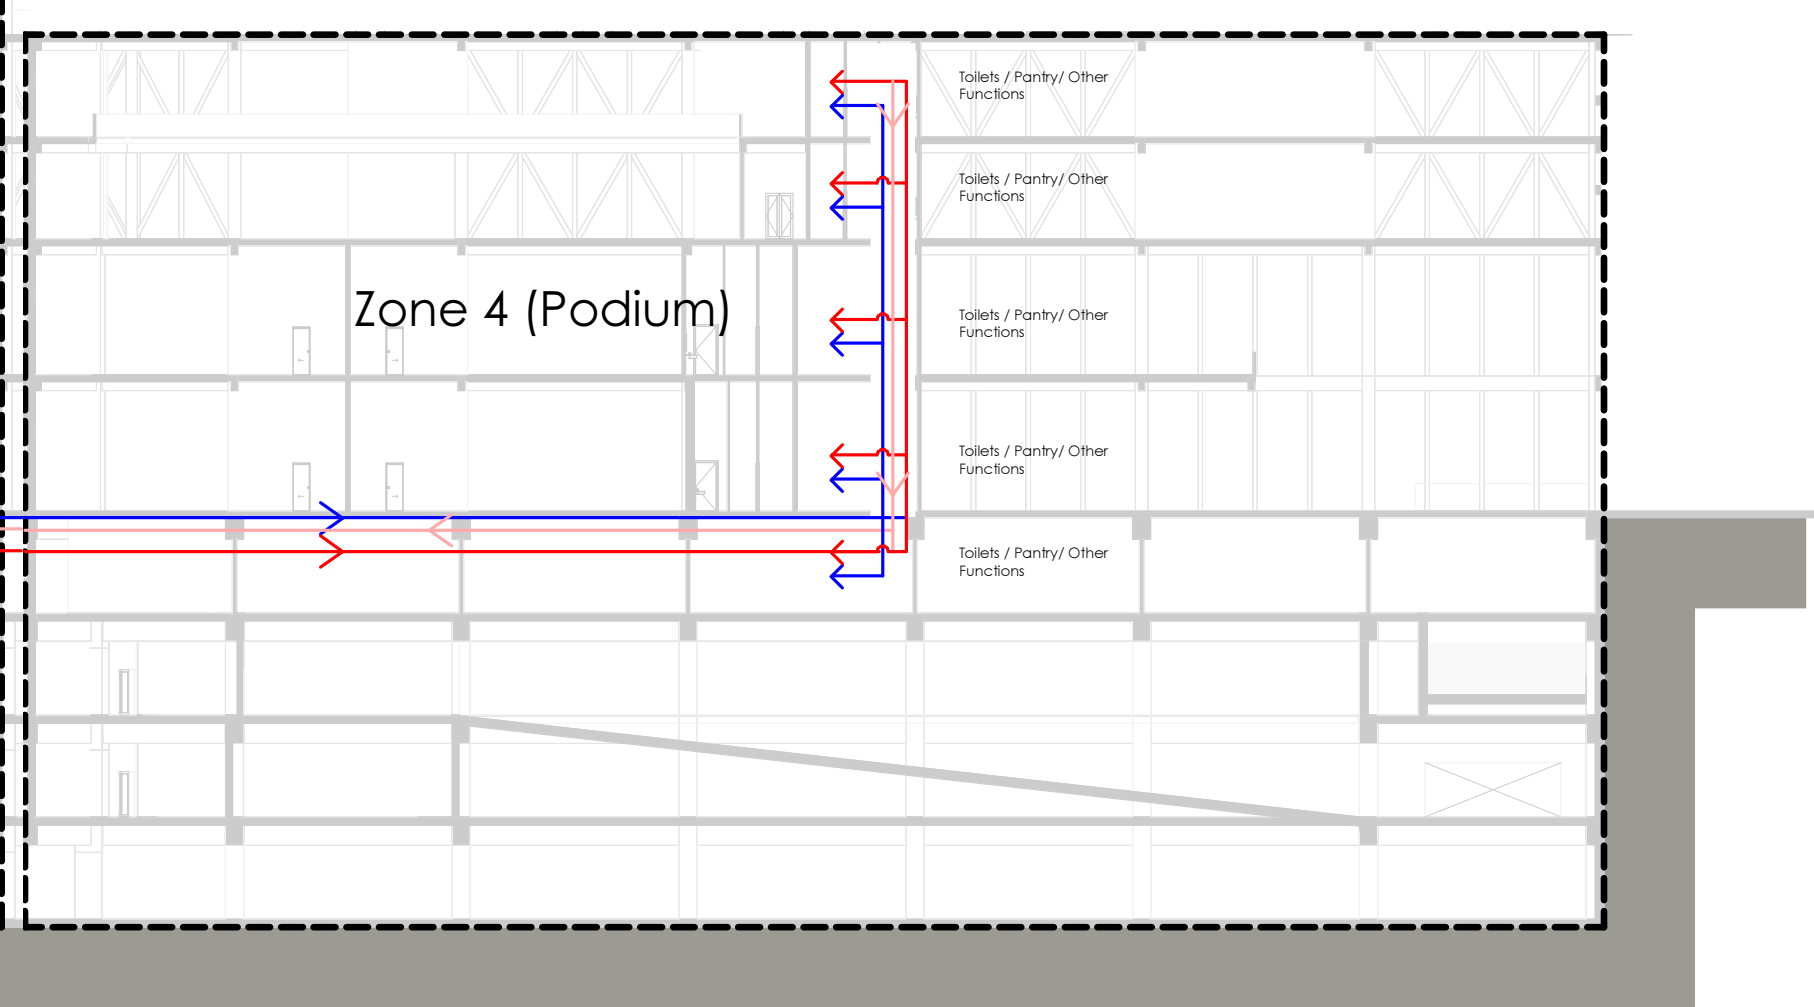 Toilets / Pantry/ Other
Functions
Toilets / Pantry/ Other
Functions
Zone 4 (Podium)
Toilets / Pantry/ Other
Functions
Toilets / Pantry/ Other
Functions
Toilets / Pantry/ Other
Functions